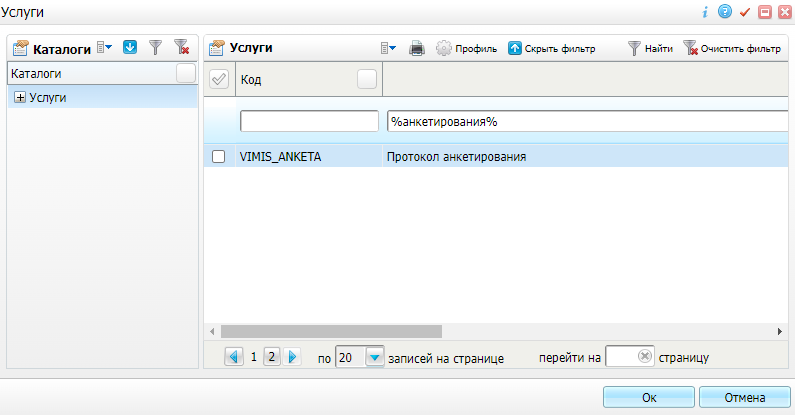 Услуги
Каталоги
Услуги Профиль Скрыть фильтр Найти Очистить фильтр
Каталоги
Код
Услуги
%анкетирования%
VIMIS_ANKETA Протокол анкетирования
1 2 по 20 записей на странице перейти на страницу
Ок Отмена